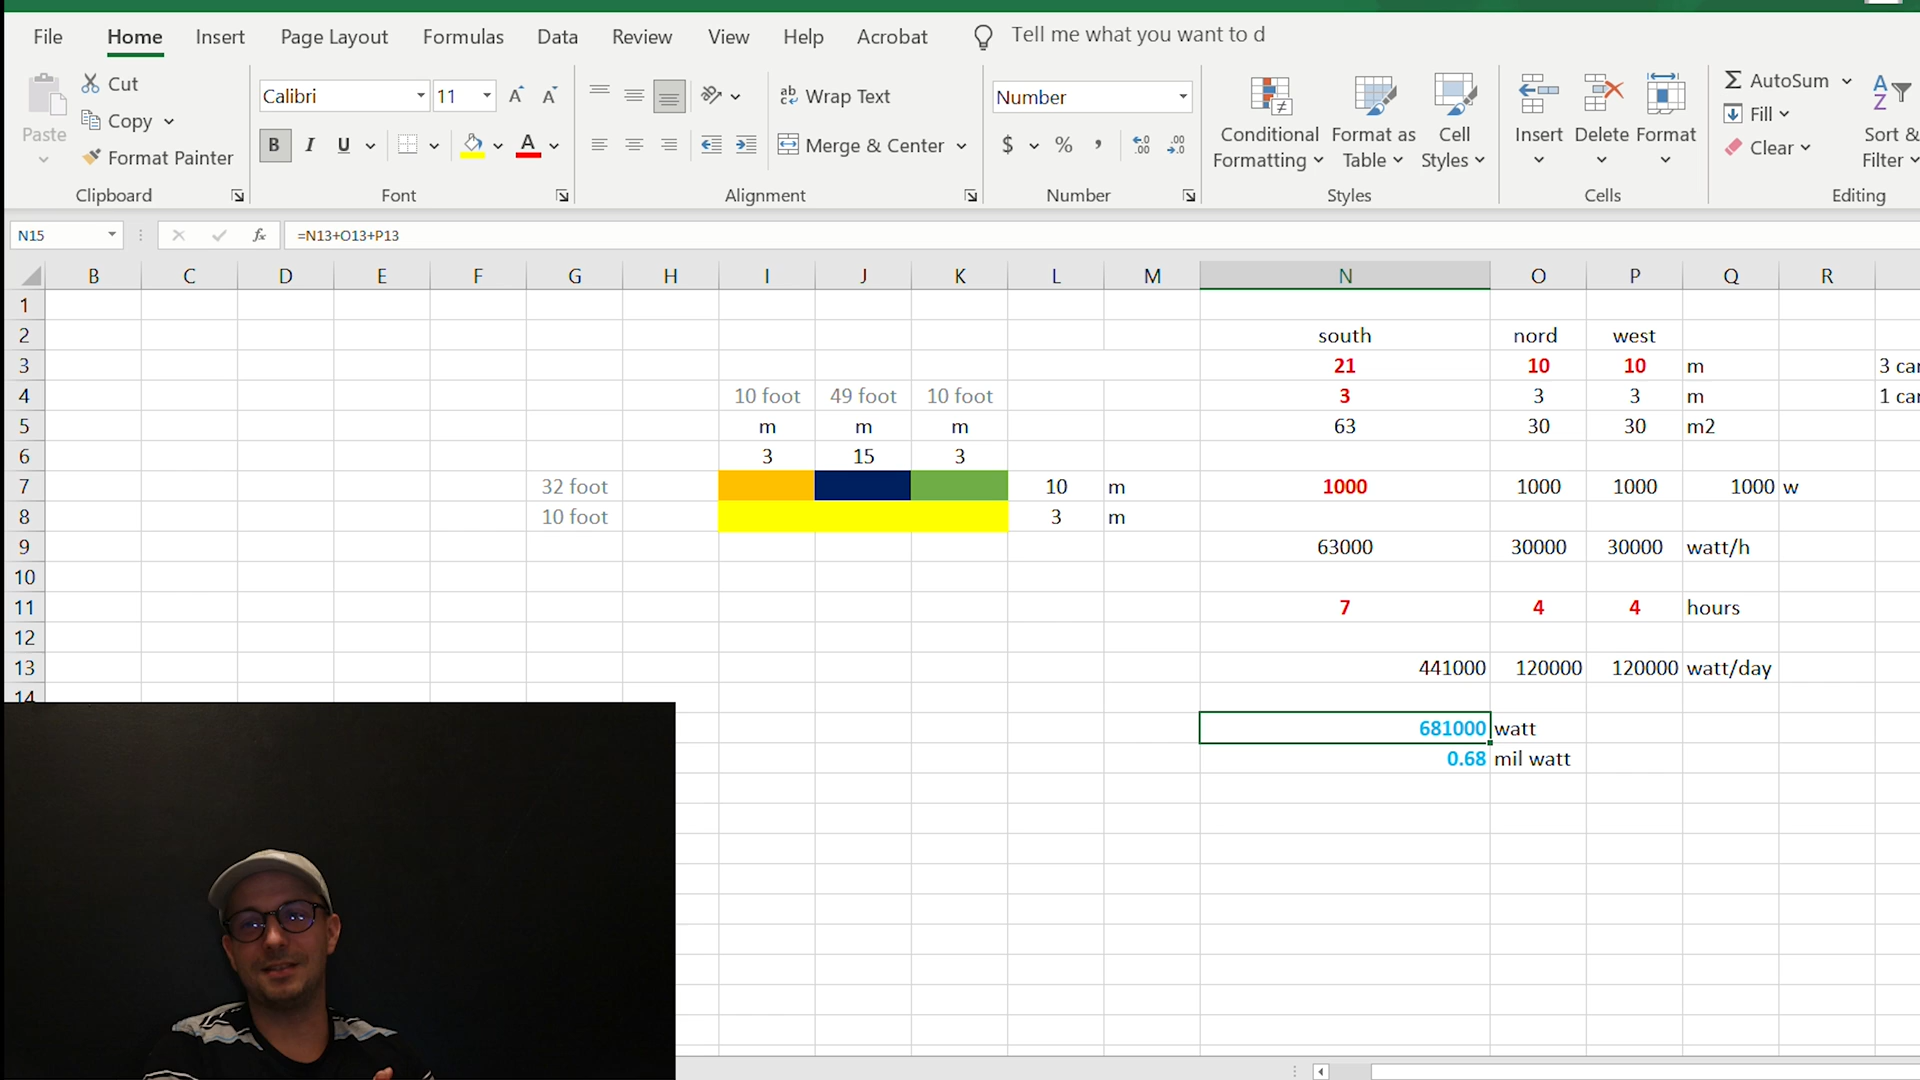 File Home Insert Page Layout Formulas Data Review View Help Acrobat Tell me what you want to d
Paste
Cut
Copy
Format Painter
Clipboard
Calibri 11
B I U
Font
Wrap Text
Merge & Center
Alignment
Number
$ % ,
Number
Conditional
Formatting
Format as
Table
Cell
Styles
Styles
Insert
Delete
Format
Cells
AutoSum
Fill
Clear
Sort &
Filter
Editing
N15 fx =N13+O13+P13
B C D E F G H I J K L M N O P Q R
1
2 south nord west
3 21 10 10 m 3 car
4 10 foot 49 foot 10 foot 3 3 3 m 1 car
5 m m m 63 30 30 m2
6 3 15 3
7 32 foot 10 m 1000 1000 1000 1000 w
8 10 foot 3 m
9 63000 30000 30000 watt/h
10
11 7 4 4 hours
12
13 441000 120000 120000 watt/day
14
681000 watt
0.68 mil watt